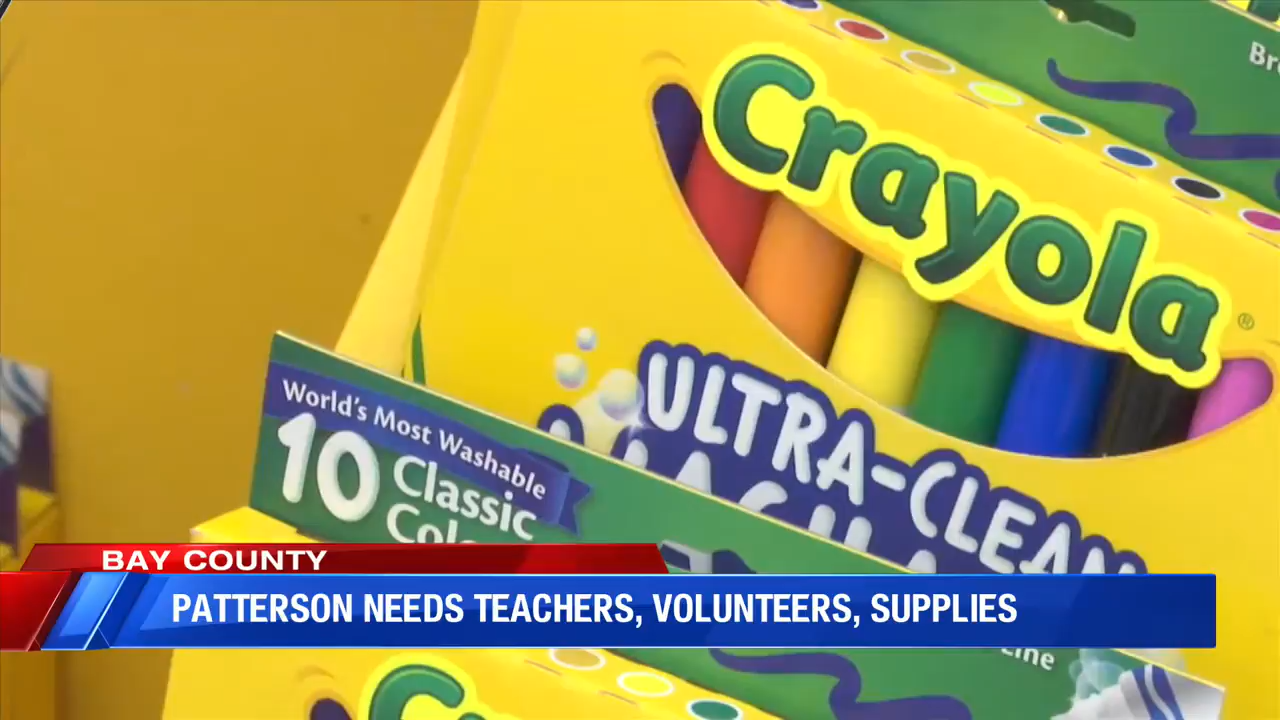 Crayola
®
ULTRA-CLEAN
World's Most Washable
10 Classic
BAY COUNTY
PATTERSON NEEDS TEACHERS, VOLUNTEERS, SUPPLIES